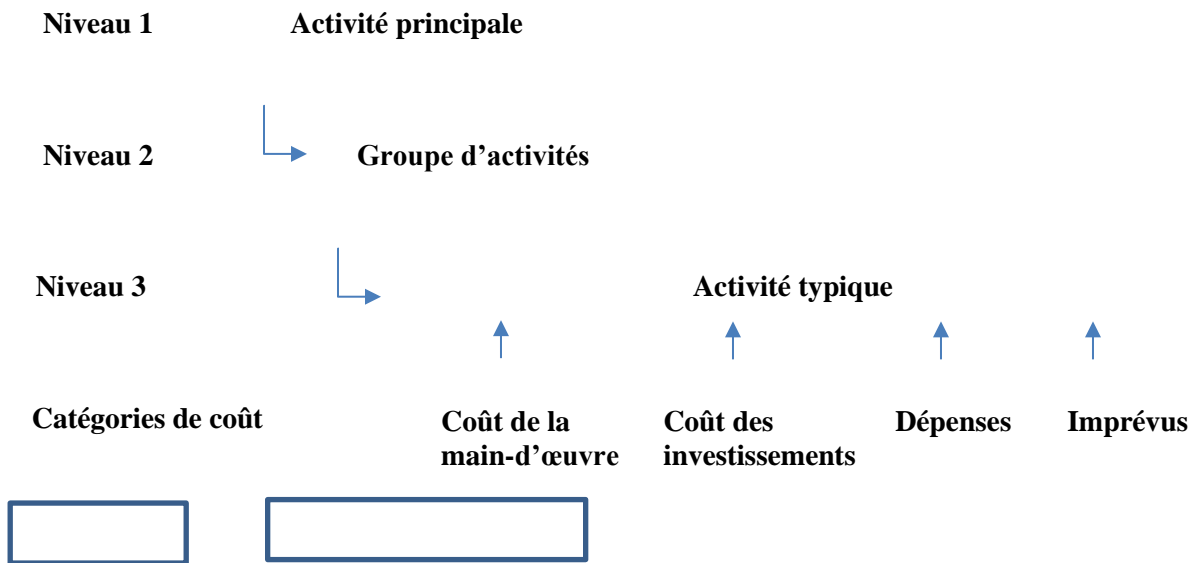 Niveau 1 Activité principale
Niveau 2 Groupe d’activités
Niveau 3 Activité typique
Catégories de coût Coût de la main-d’œuvre Coût des investissements Dépenses Imprévus